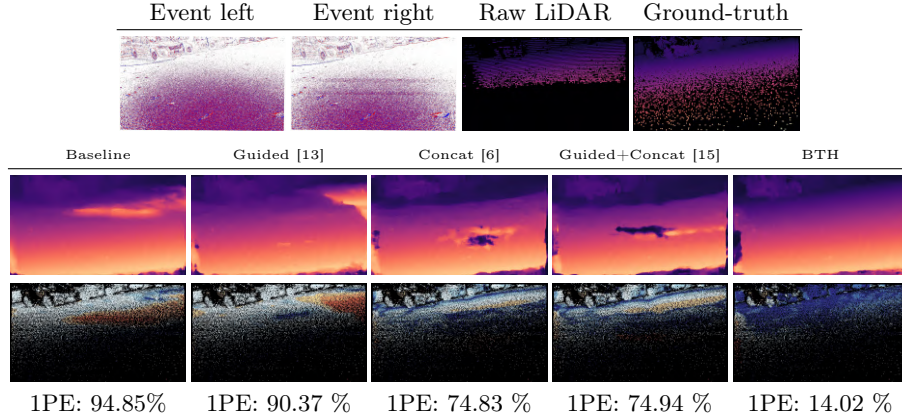 Event left Event right Raw LiDAR Ground-truth
Baseline Guided [13] Concat [6] Guided+Concat [15] BTH
1PE: 94.85% 1PE: 90.37 % 1PE: 74.83 % 1PE: 74.94 % 1PE: 14.02 %